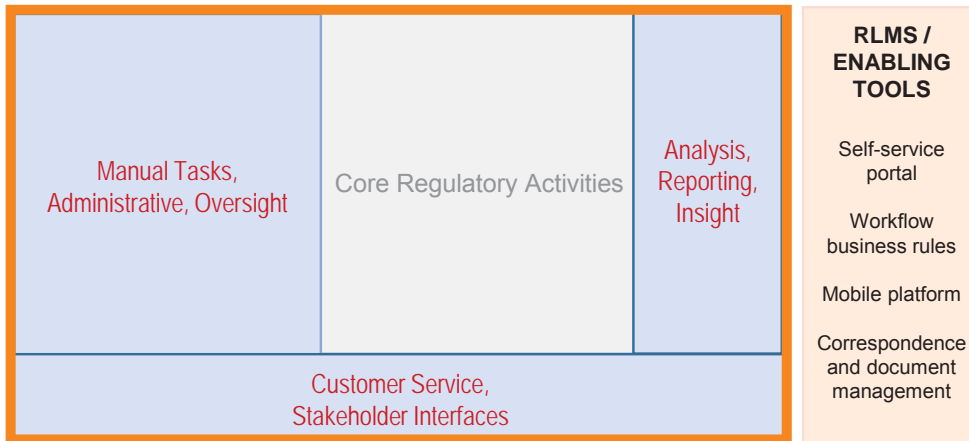 Manual Tasks,
Administrative, Oversight
Core Regulatory Activities
Analysis,
Reporting,
Insight
Customer Service,
Stakeholder Interfaces
RLMS /
ENABLING
TOOLS
Self-service
portal
Workflow
business rules
Mobile platform
Correspondence
and document
management